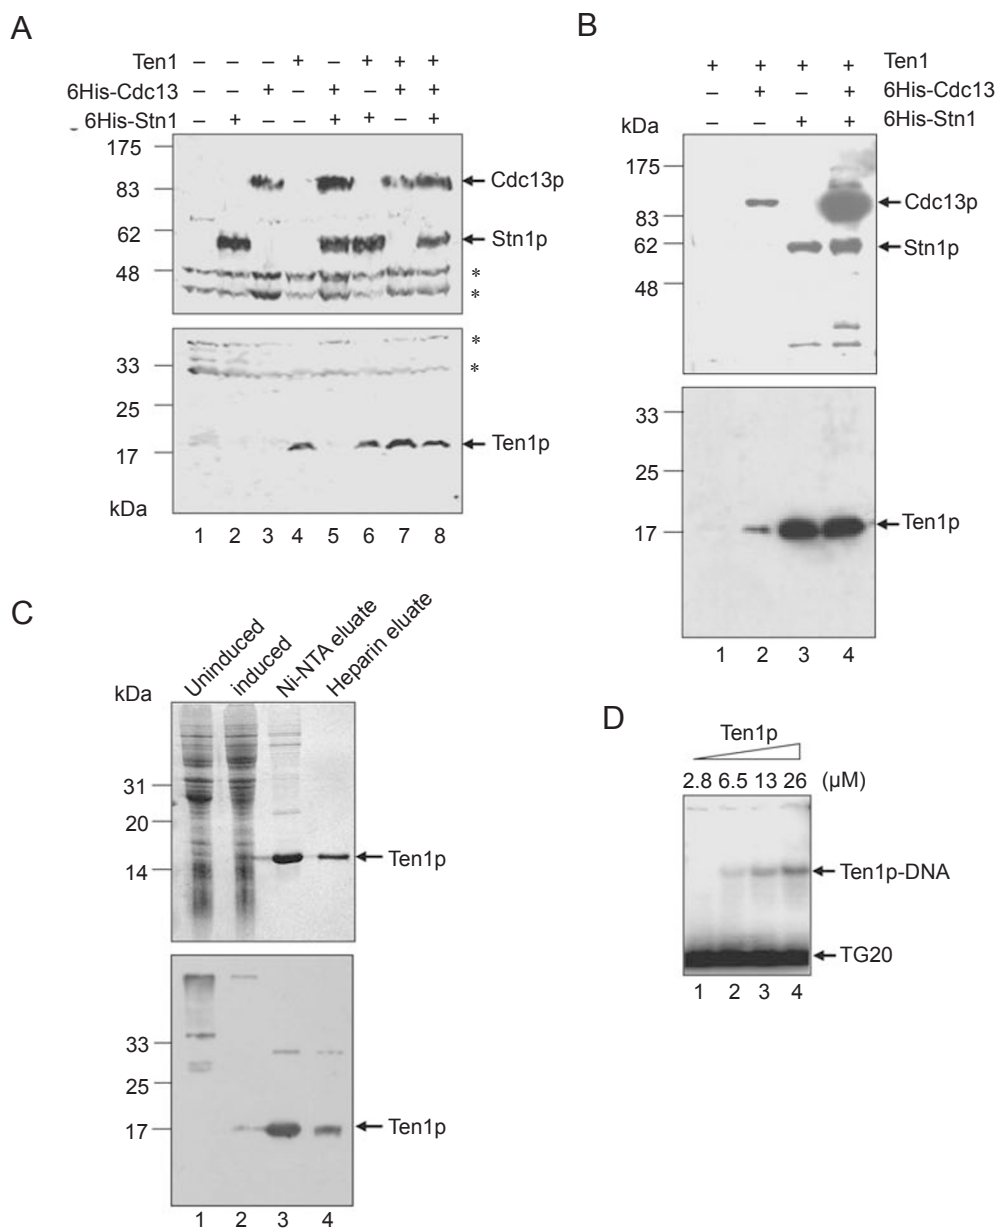 A
Ten1 – – – + – + + +
6His-Cdc13 – – + – + – + +
6His-Stn1 – + – – + + – +
175
83
62
48
Cdc13p
Stn1p
*
*
33
25
17
kDa
*
*
Ten1p
1 2 3 4 5 6 7 8
B
+ + + + Ten1
– + – + 6His-Cdc13
– – + + 6His-Stn1
kDa
175
83
62
48
Cdc13p
Stn1p
33
25
17
Ten1p
1 2 3 4
C
Uninduced
induced
Ni-NTA eluate
Heparin eluate
kDa
31
20
14
Ten1p
33
25
17
Ten1p
1 2 3 4
D
Ten1p
2.8 6.5 13 26 (μM)
Ten1p-DNA
TG20
1 2 3 4